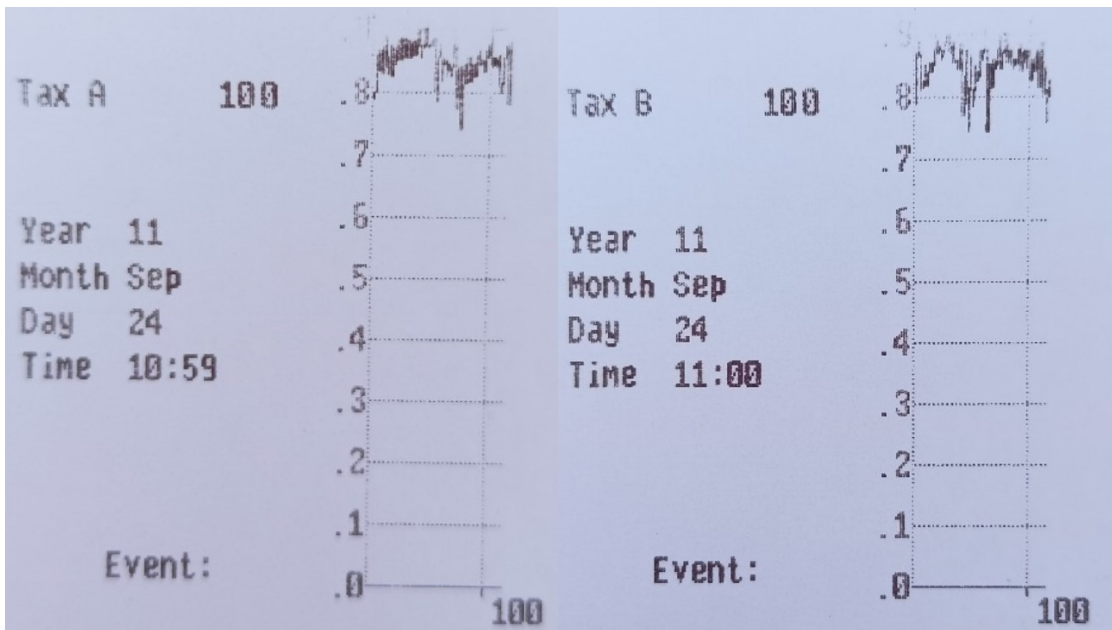 Tax A 100
Year 11
Month Sep
Day 24
Time 10:59
Event:
.8
.7
.6
.5
.4
.3
.2
.1
.0
100
Tax B 100
Year 11
Month Sep
Day 24
Time 11:00
Event:
.9
.8
.7
.6
.5
.4
.3
.2
.1
.0
100